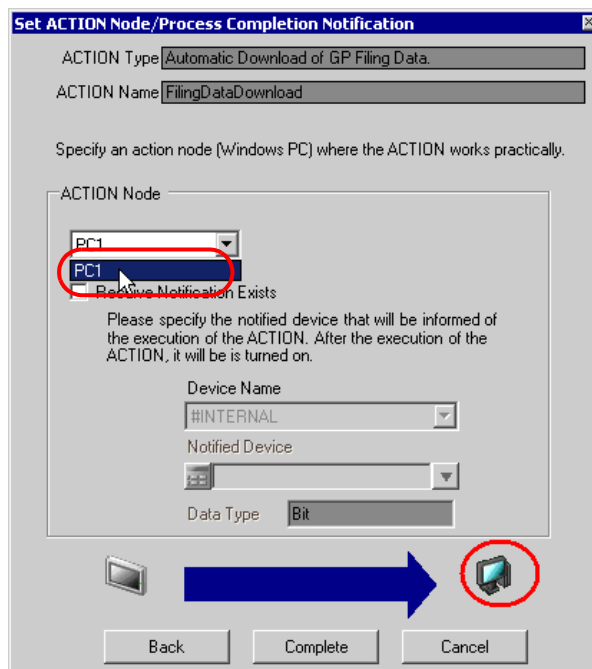 Set ACTION Node/Process Completion Notification
ACTION Type Automatic Download of GP Filing Data.
ACTION Name FilingDataDownload
Specify an action node (Windows PC) where the ACTION works practically.
ACTION Node
PC1
PC1
Receive Notification Exists
Please specify the notified device that will be informed of
the execution of the ACTION. After the execution of the
ACTION, it will be is turned on.
Device Name
#INTERNAL
Notified Device
Data Type Bit
Back Complete Cancel